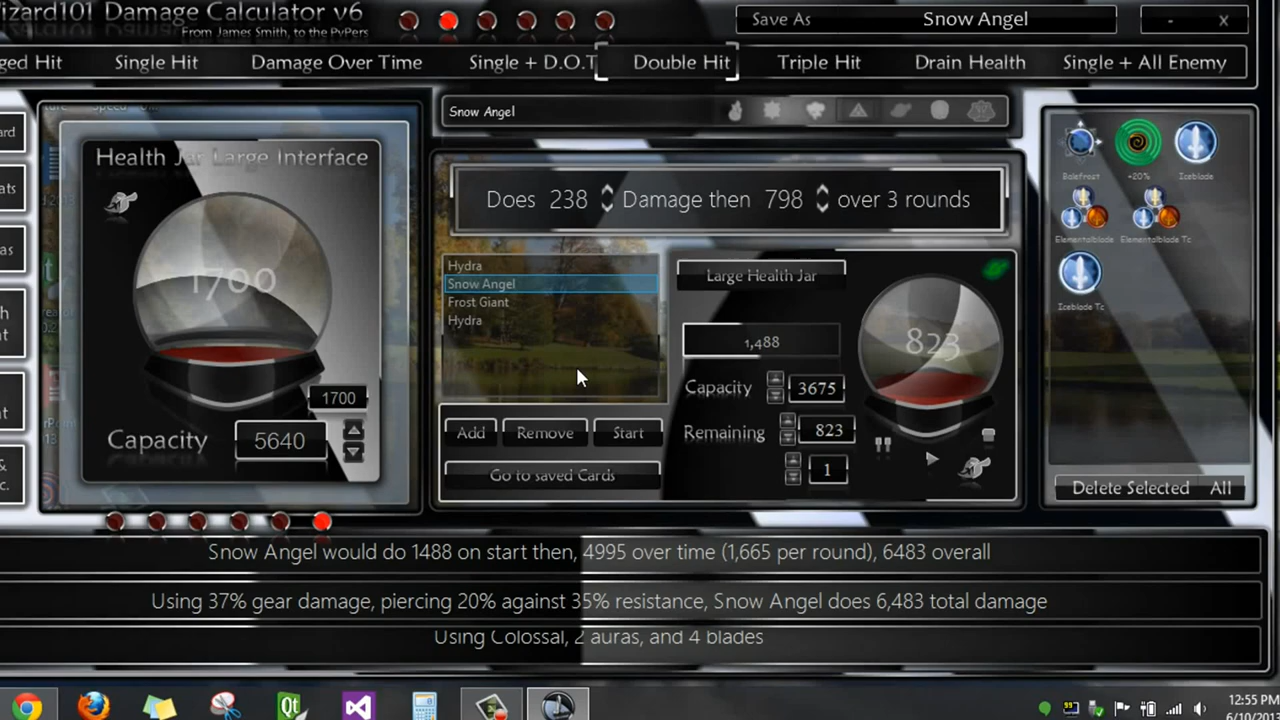 Wizard101 Damage Calculator v6
From James Smith, to the PyPers
Save As Snow Angel - x
ged Hit Single Hit Damage Over Time Single + D.O.T Double Hit Triple Hit Drain Health Single + All Enemy
Snow Angel
Health Jar Large Interface
1700
1700
Capacity 5640
Does 238 Damage then 798 over 3 rounds
Hydra
Snow Angel
Frost Giant
Hydra
Add Remove Start
Go to saved Cards
Large Health Jar
1,488
823
Capacity 3675
Remaining 823
1
Balefrost +20% Iceblade
Elementalblade Elementalblade Tc
Iceblade Tc
Delete Selected All
Snow Angel would do 1488 on start then, 4995 over time (1,665 per round), 6483 overall
Using 37% gear damage, piercing 20% against 35% resistance, Snow Angel does 6,483 total damage
Using Colossal, 2 auras, and 4 blades
Qt
99
12:55 PM